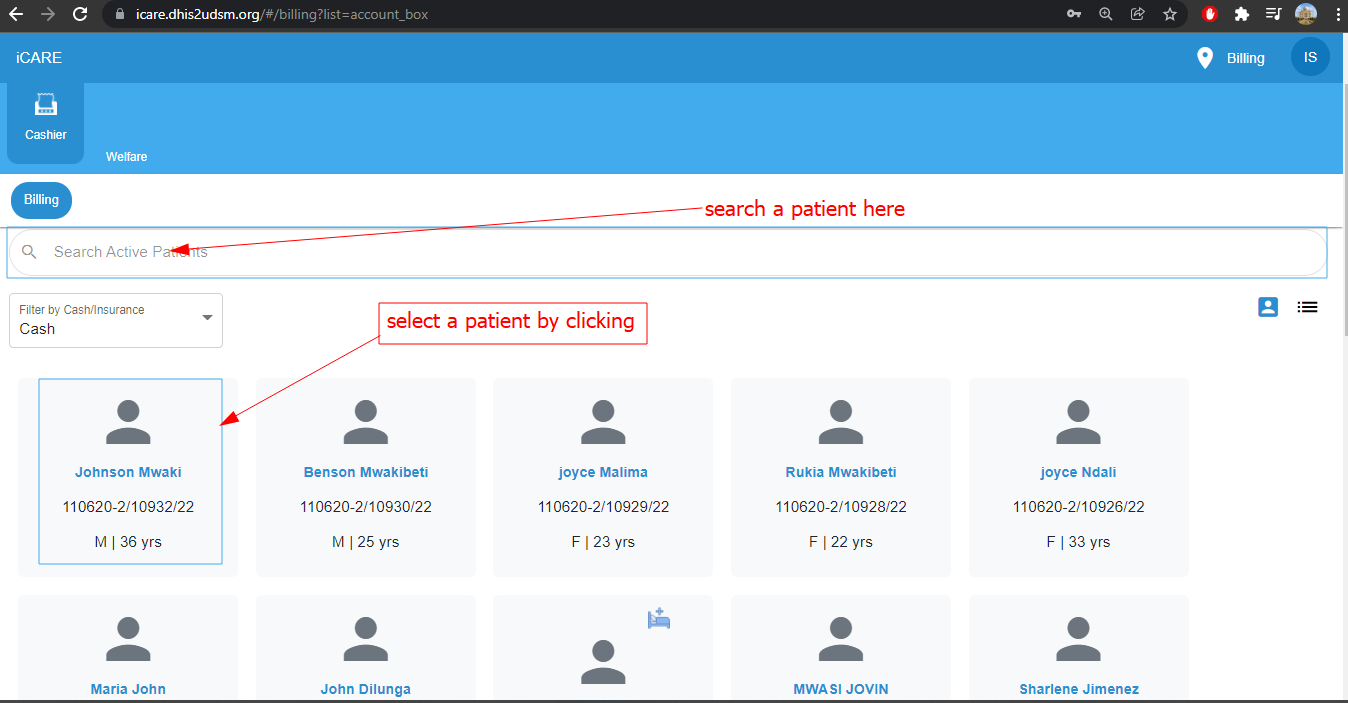 icare.dhis2udsm.org/#/billing?list=account_box
iCARE
Billing
IS
Cashier
Welfare
Billing
search a patient here
Search Active Patients
Filter by Cash/Insurance
Cash
select a patient by clicking
Johnson Mwaki
110620-2/10932/22
M | 36 yrs
Benson Mwakibeti
110620-2/10930/22
M | 25 yrs
joyce Malima
110620-2/10929/22
F | 23 yrs
Rukia Mwakibeti
110620-2/10928/22
F | 22 yrs
joyce Ndali
110620-2/10926/22
F | 33 yrs
Maria John
John Dilunga
MWASI JOVIN
Sharlene Jimenez